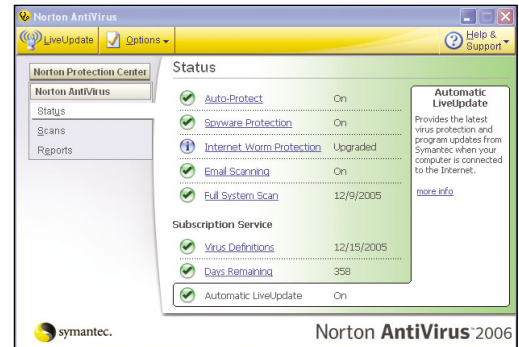 Norton AntiVirus
LiveUpdate Options Help & Support
Norton Protection Center
Norton AntiVirus
Status
Scans
Reports
Status
Auto-Protect On
Spyware Protection On
Internet Worm Protection Upgraded
Email Scanning On
Full System Scan 12/9/2005
Subscription Service
Virus Definitions 12/15/2005
Days Remaining 358
Automatic LiveUpdate On
Automatic
LiveUpdate
Provides the latest
virus protection and
program updates from
Symantec when your
computer is connected
to the Internet.
more info
symantec.
Norton AntiVirus 2006